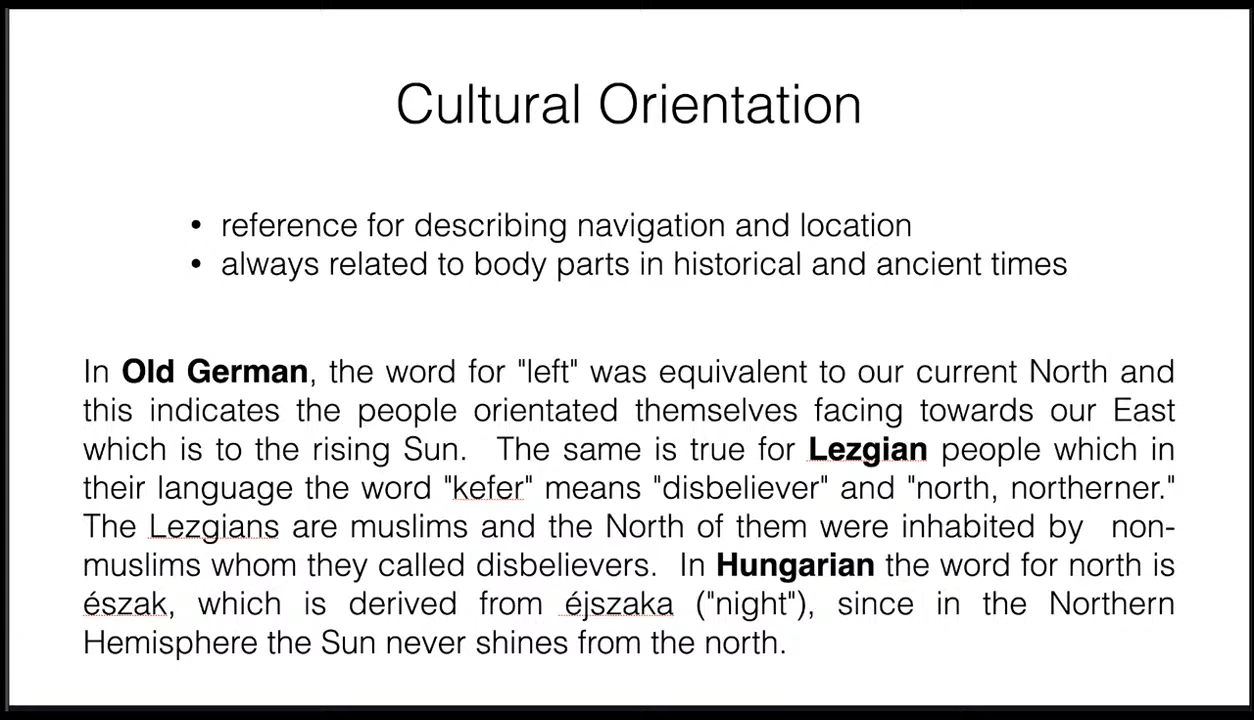 Cultural Orientation
• reference for describing navigation and location
• always related to body parts in historical and ancient times
In Old German, the word for "left" was equivalent to our current North and
this indicates the people orientated themselves facing towards our East
which is to the rising Sun.  The same is true for Lezgian people which in
their language the word "kefer" means "disbeliever" and "north, northerner."
The Lezgians are muslims and the North of them were inhabited by  non-
muslims whom they called disbelievers.  In Hungarian the word for north is
észak, which is derived from éjszaka ("night"), since in the Northern
Hemisphere the Sun never shines from the north.